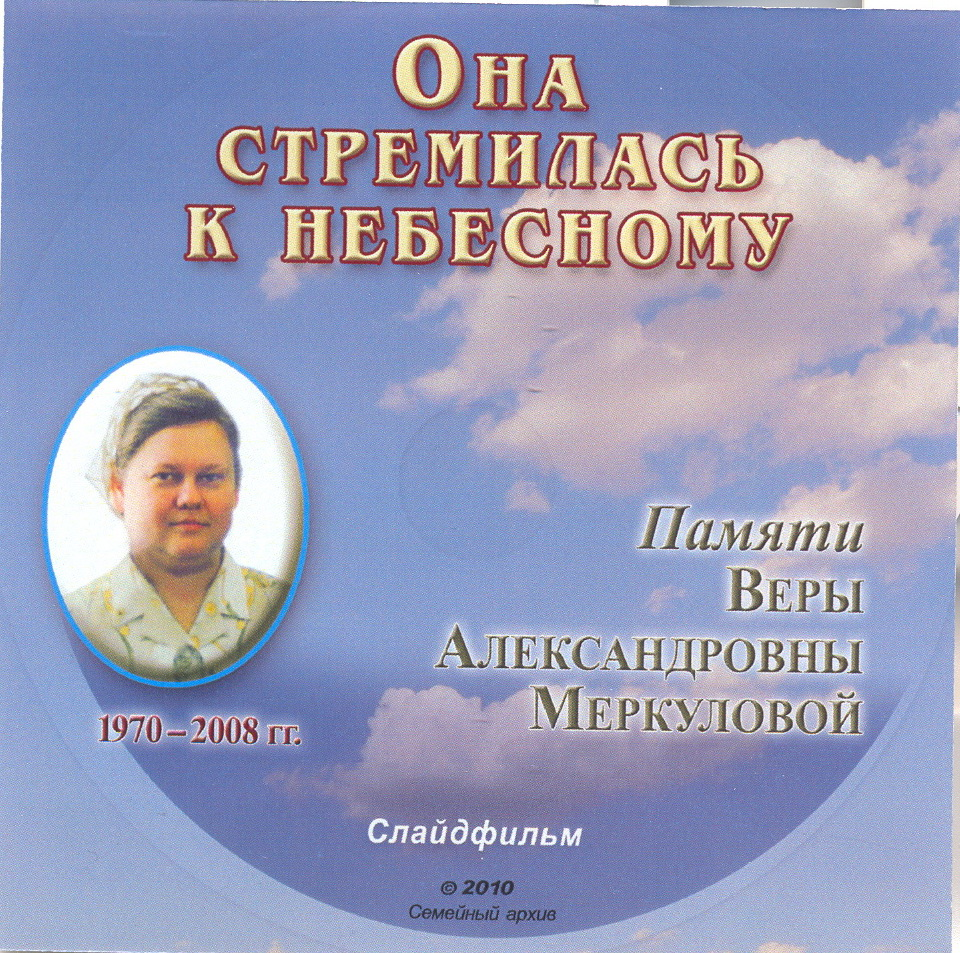 Она
стремилась
к небесному
Памяти
Веры
Александровны
Меркуловой
1970–2008 гг.
Слайдфильм
© 2010
Семейный архив